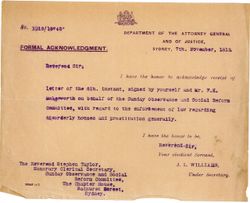 No. 1912/18948
DEPARTMENT OF THE ATTORNEY GENERAL
AND OF JUSTICE,
SYDNEY, 7th. November, 1912.
FORMAL ACKNOWLEDGMENT.
Reverend Sir,
I have the honor to acknowledge receipt of
letter of the 6th. instant, signed by yourself and Mr. F.E.
on behalf of the Sunday Observance and Social Reform
Committee, with regard to the enforcement of law regarding
disorderly houses and prostitution generally.
I have the honor to be,
Reverend Sir,
Your obedient Servant,
J. L. WILLIAMS,
Under Secretary.
The Reverend Stephen Taylor,
Honorary Clerical Secretary,
Sunday Observance and Social
Reform Committee,
The Chapter House,
Bathurst Street,
Sydney.